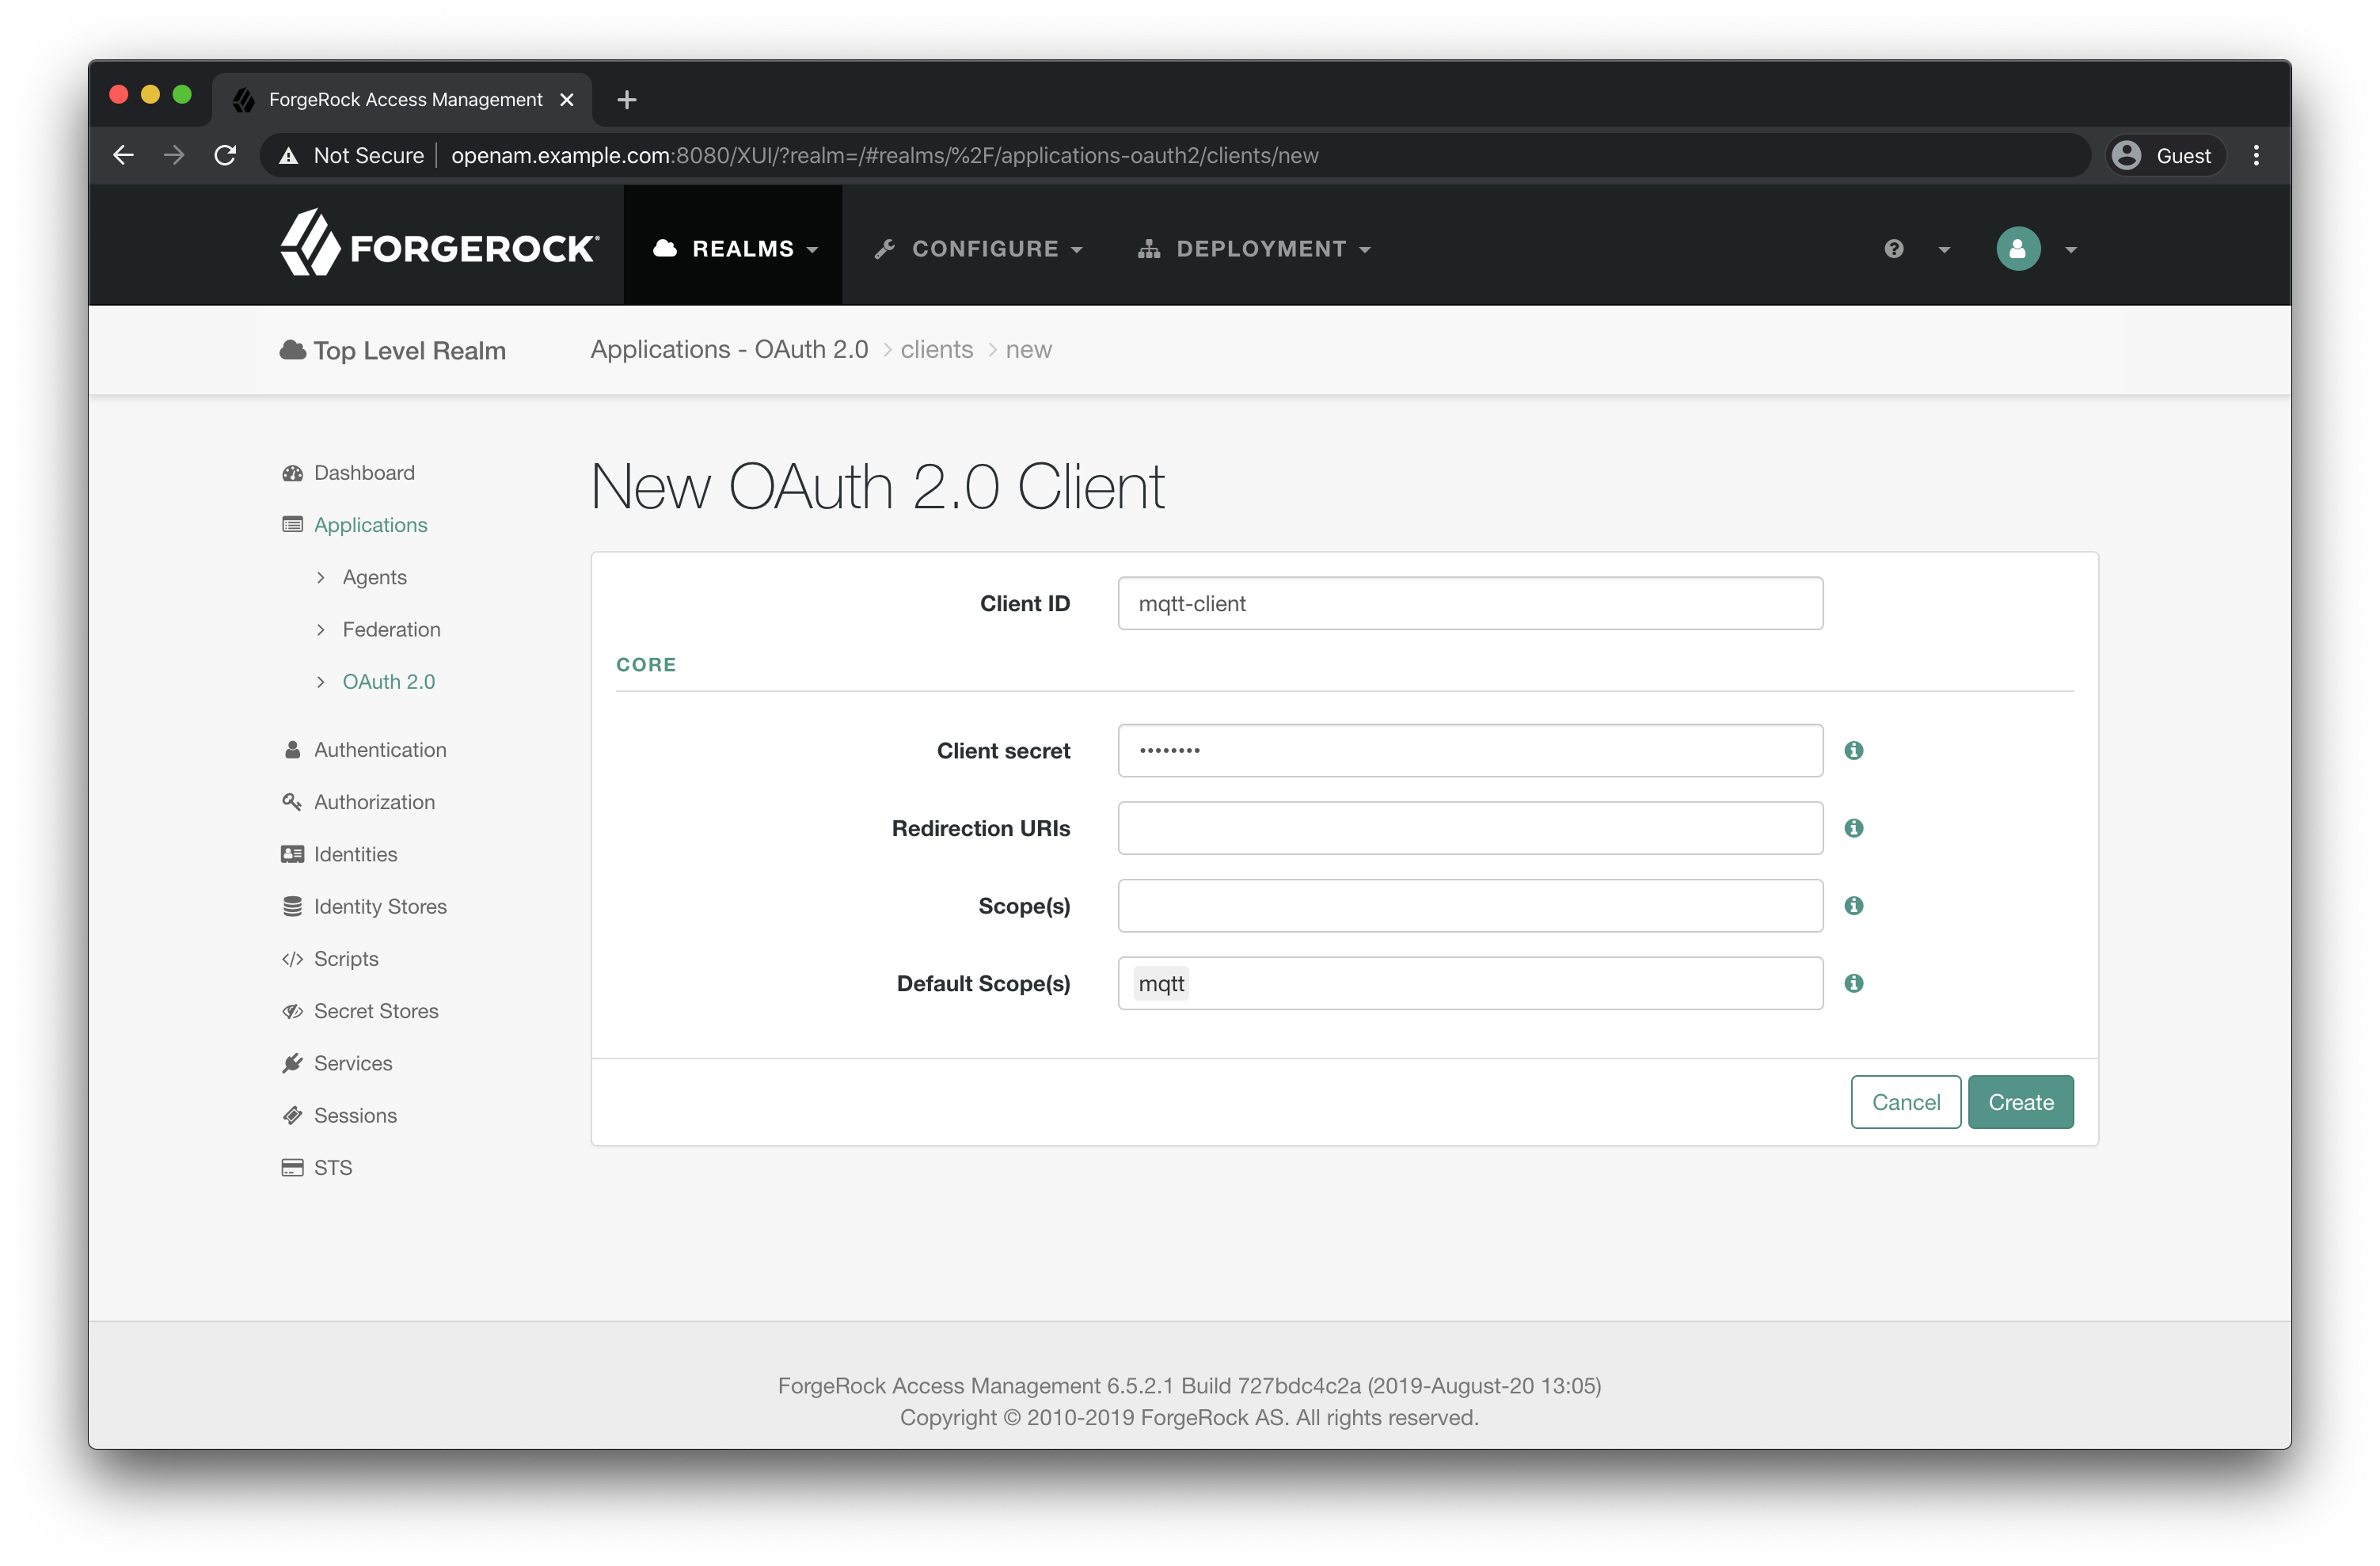 ForgeRock Access Management
Not Secure openam.example.com:8080/XUI/?realm=/#realms/%2F/applications-oauth2/clients/new Guest
FORGEROCK REALMS CONFIGURE DEPLOYMENT
Top Level Realm Applications - OAuth 2.0 > clients > new
Dashboard
Applications
Agents
Federation
OAuth 2.0
Authentication
Authorization
Identities
Identity Stores
Scripts
Secret Stores
Services
Sessions
STS
New OAuth 2.0 Client
Client ID mqtt-client
CORE
Client secret ••••••••
Redirection URIs
Scope(s)
Default Scope(s) mqtt
Cancel Create
ForgeRock Access Management 6.5.2.1 Build 727bdc4c2a (2019-August-20 13:05)
Copyright © 2010-2019 ForgeRock AS. All rights reserved.